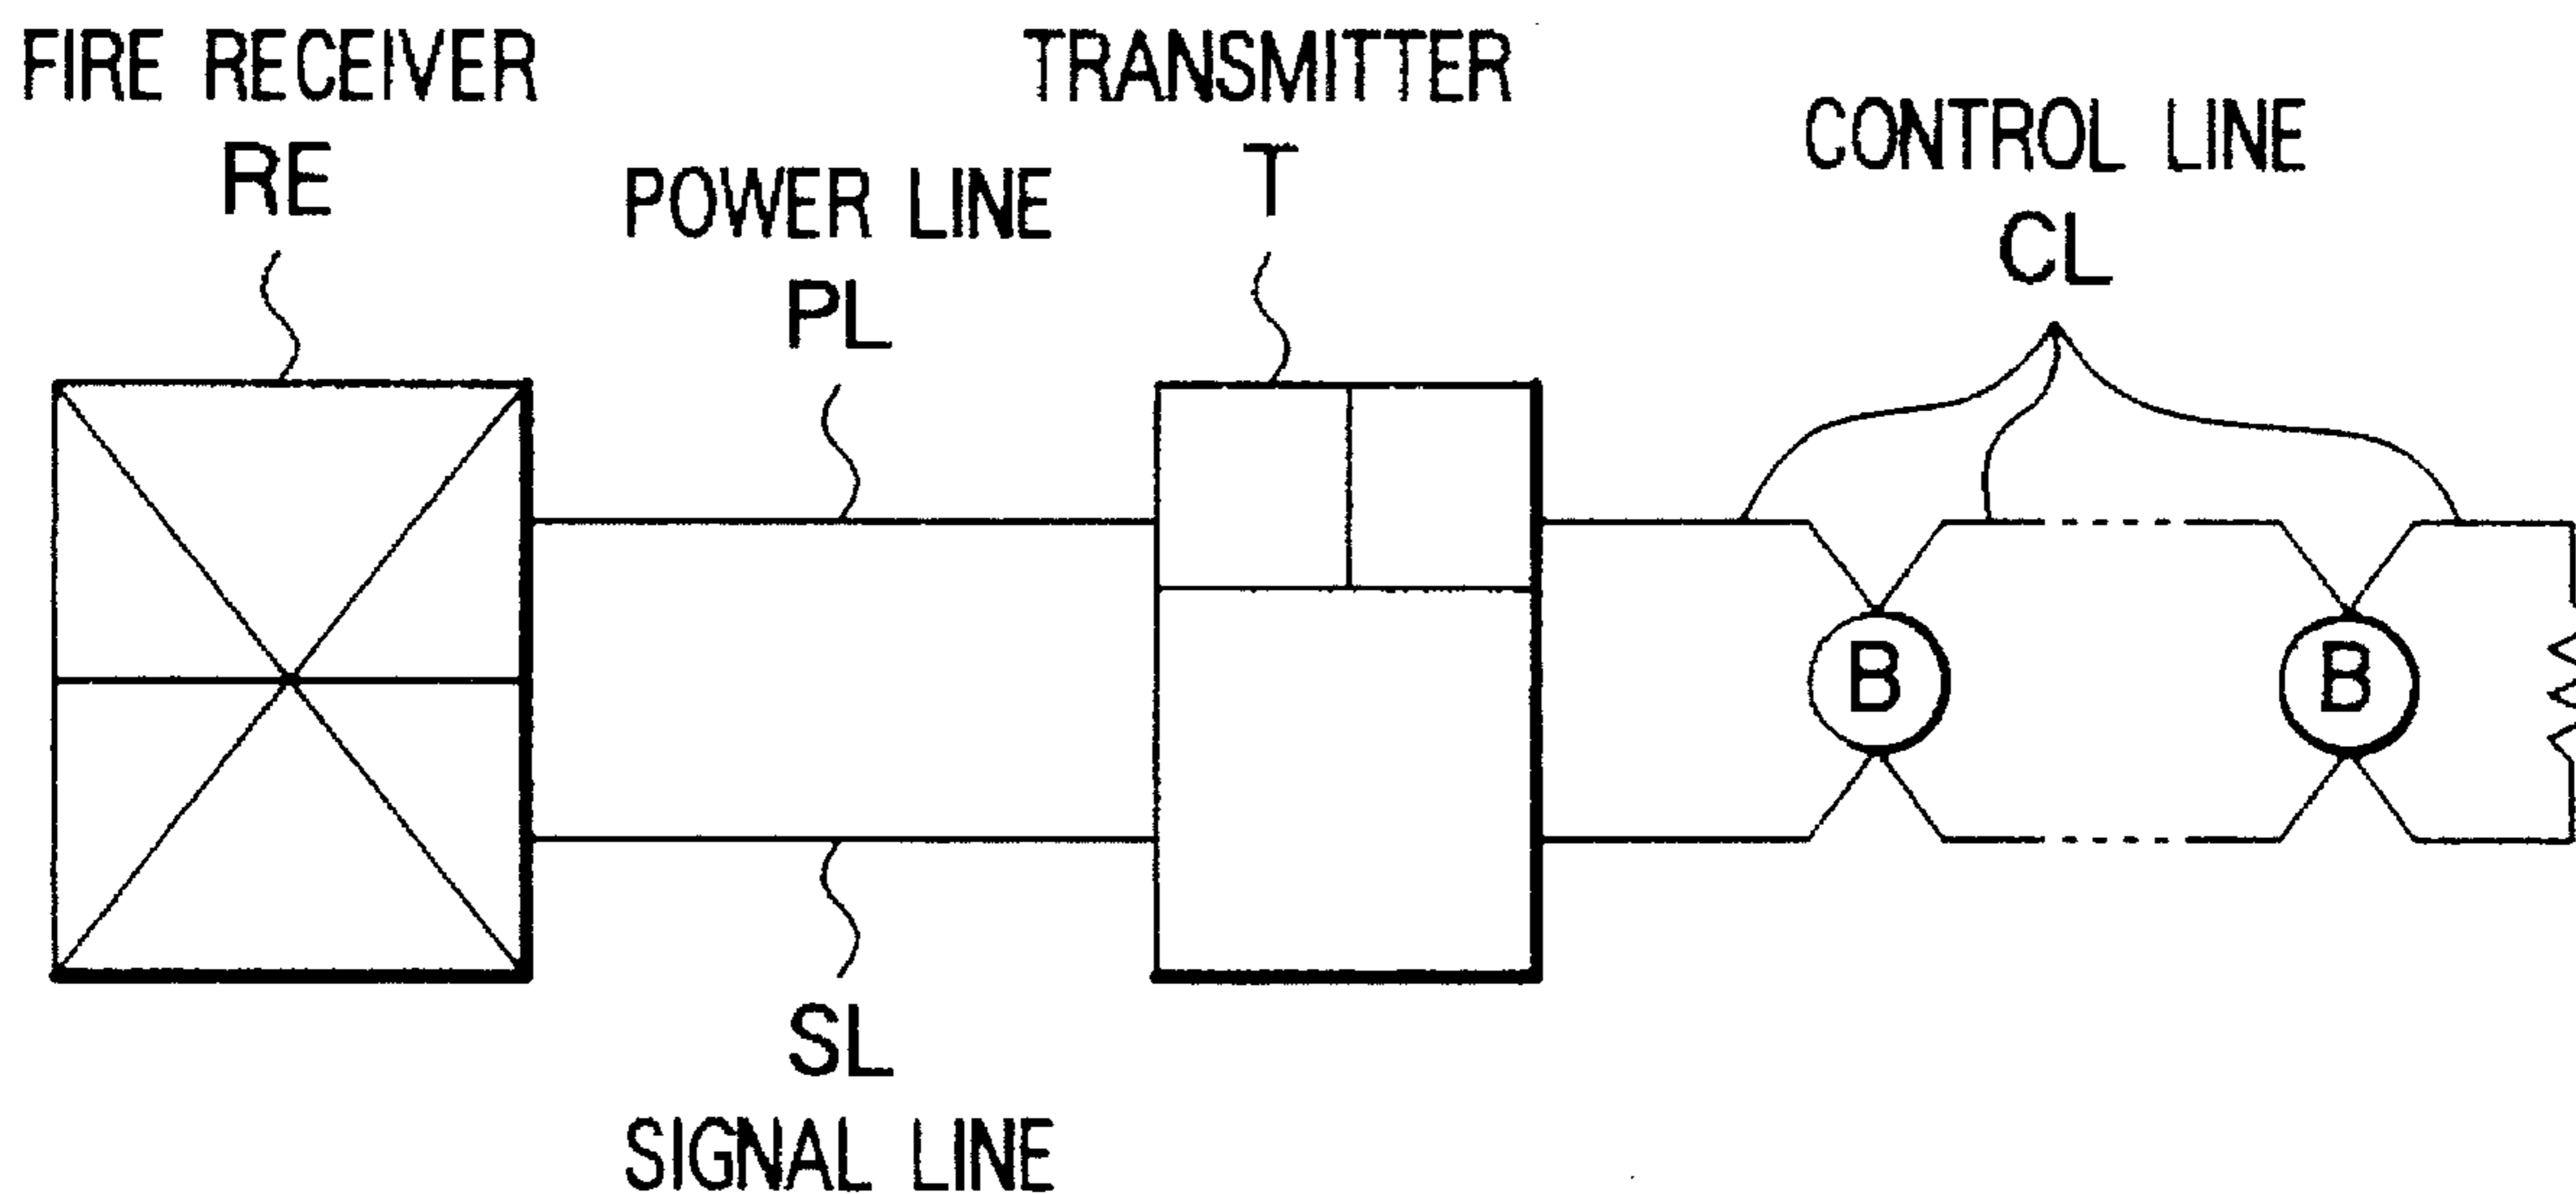 FIRE RECEIVER
RE
POWER LINE
PL
TRANSMITTER
T
CONTROL LINE
CL
B
B
SL
SIGNAL LINE